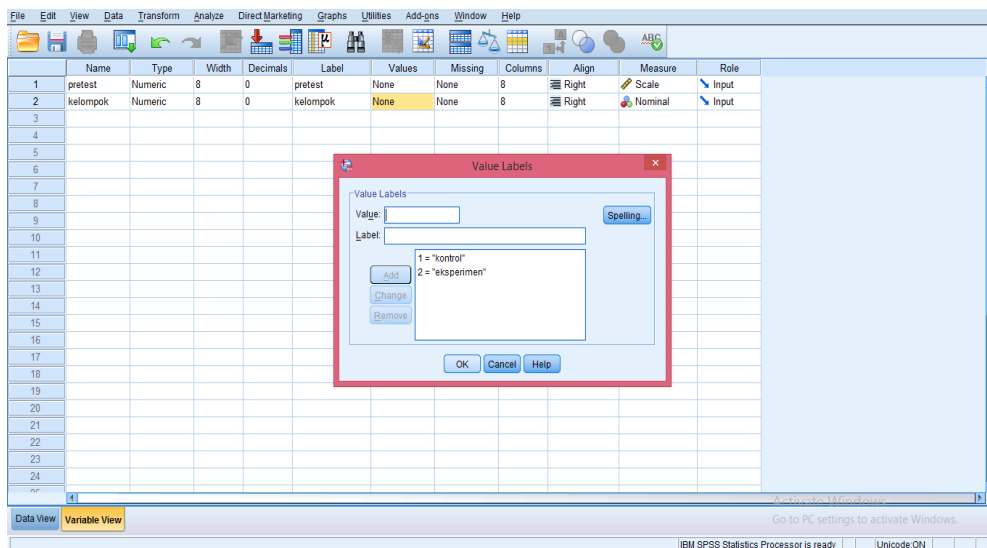 File Edit View Data Transform Analyze Direct Marketing Graphs Utilities Add-ons Window Help
Name Type Width Decimals Label Values Missing Columns Align Measure Role
1 pretest Numeric 8 0 pretest None None 8 Right Scale Input
2 kelompok Numeric 8 0 kelompok None None 8 Right Nominal Input
3
4
5
6
7
8
9
10
11
12
13
14
15
16
17
18
19
20
21
22
23
24
25
Value Labels
Value Labels
Value:
Spelling...
Label:
1 = "kontrol"
2 = "eksperimen"
Add
Change
Remove
OK Cancel Help
Activate Windows
Go to PC settings to activate Windows.
Data View Variable View
IBM SPSS Statistics Processor is ready Unicode:ON